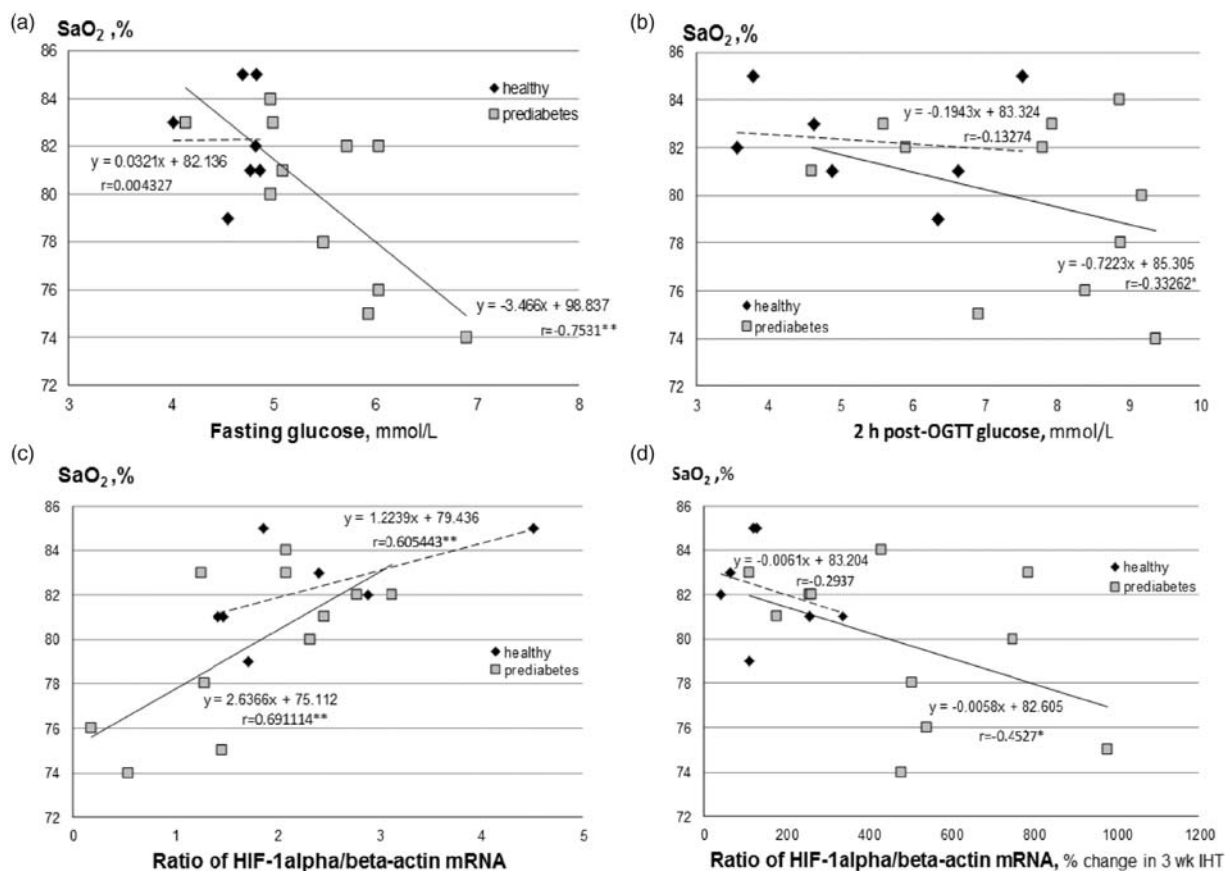 (a)
SaO2 ,%
86
84
82
80
78
76
74
72
3 4 5 6 7 8
healthy
prediabetes
y = 0.0321x + 82.136
r=0.004327
y = -3.466x + 98.837
r=-0.7531**
Fasting glucose, mmol/L
(b)
SaO2 ,%
86
84
82
80
78
76
74
72
3 4 5 6 7 8 9 10
y = -0.1943x + 83.324
r=-0.13274
y = -0.7223x + 85.305
r=-0.33262*
healthy
prediabetes
2 h post-OGTT glucose, mmol/L
(c)
SaO2 ,%
86
84
82
80
78
76
74
72
0 1 2 3 4 5
y = 1.2239x + 79.436
r=0.605443**
healthy
prediabetes
y = 2.6366x + 75.112
r=0.691114**
Ratio of HIF-1alpha/beta-actin mRNA
(d)
SaO2 ,%
86
84
82
80
78
76
74
72
0 200 400 600 800 1000 1200
y = -0.0061x + 83.204
r=-0.2937
healthy
prediabetes
y = -0.0058x + 82.605
r=-0.4527*
Ratio of HIF-1alpha/beta-actin mRNA, % change in 3 wk IHT